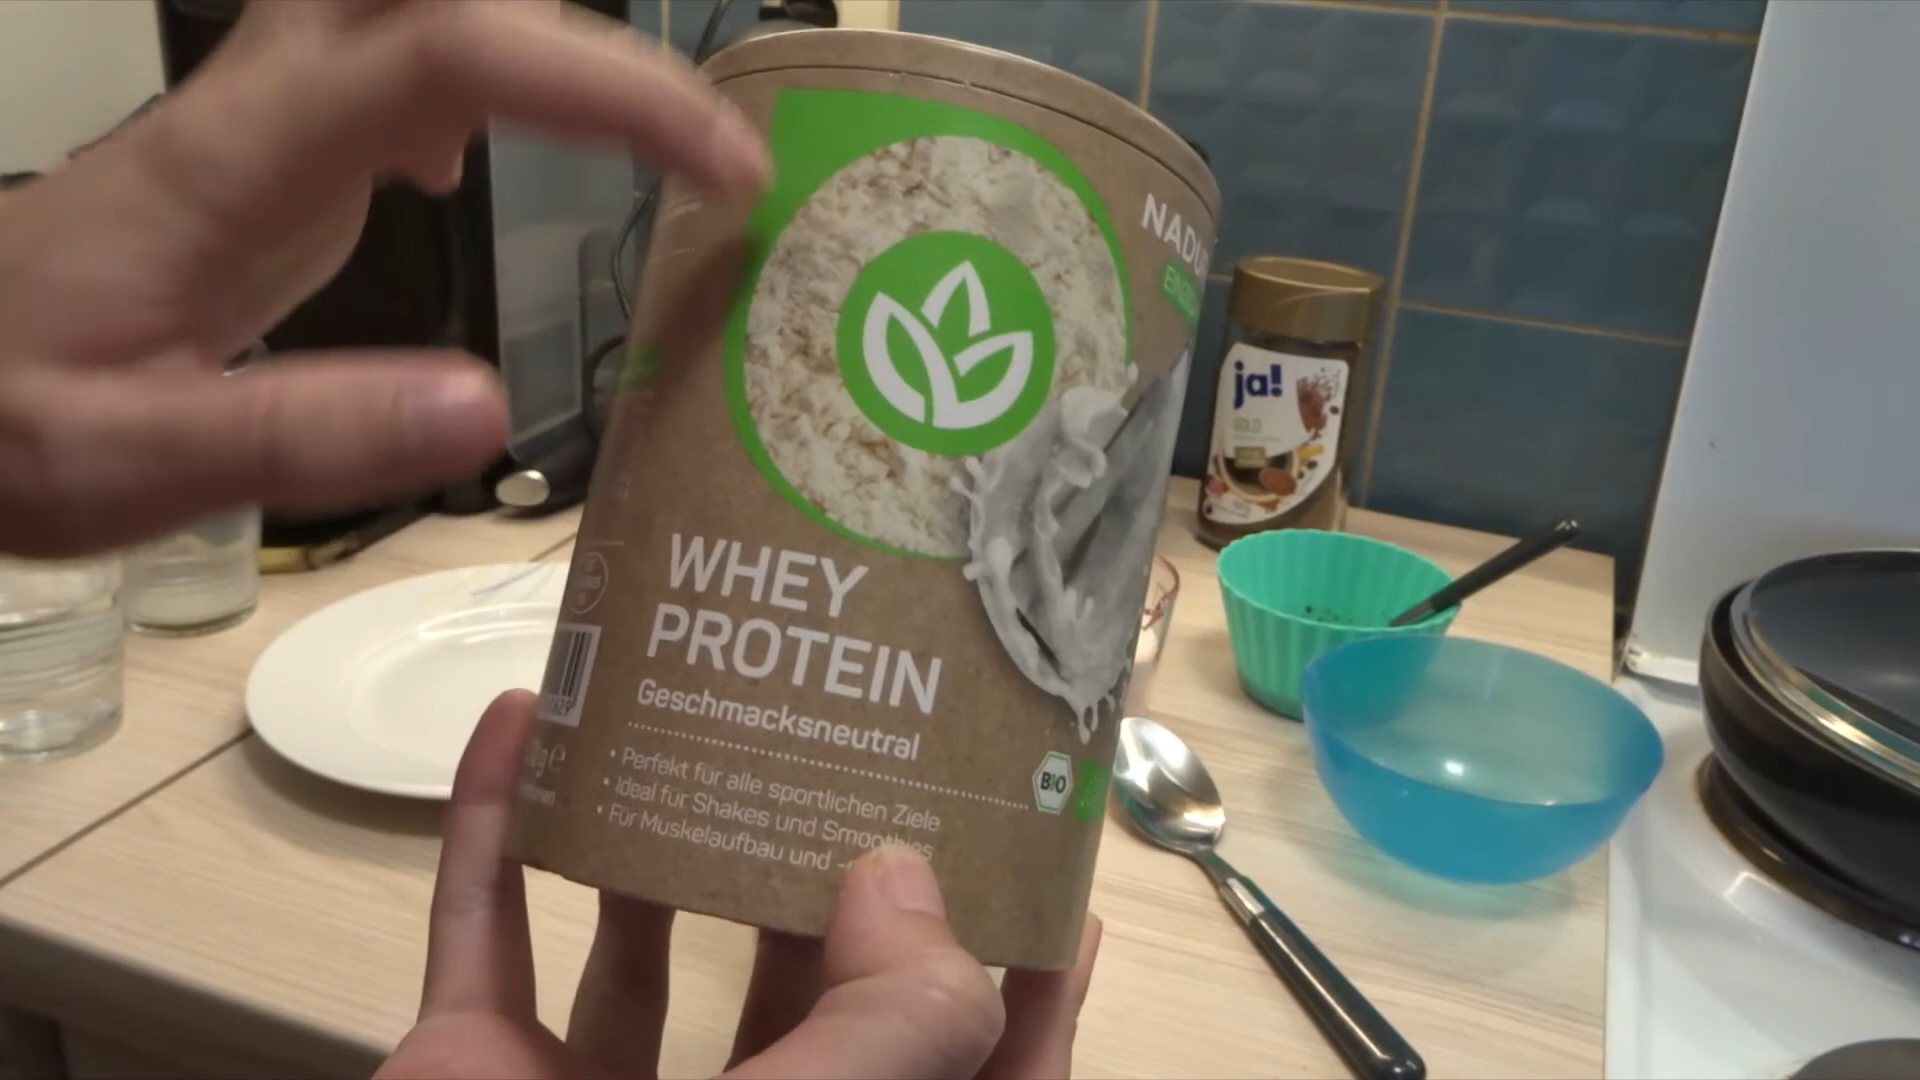 WHEY
PROTEIN
Geschmacksneutral
• Perfekt für alle sportlichen Ziele
• Ideal für Shakes und Smoothies
• Für Muskelaufbau und
BIO
ja!
GOLD